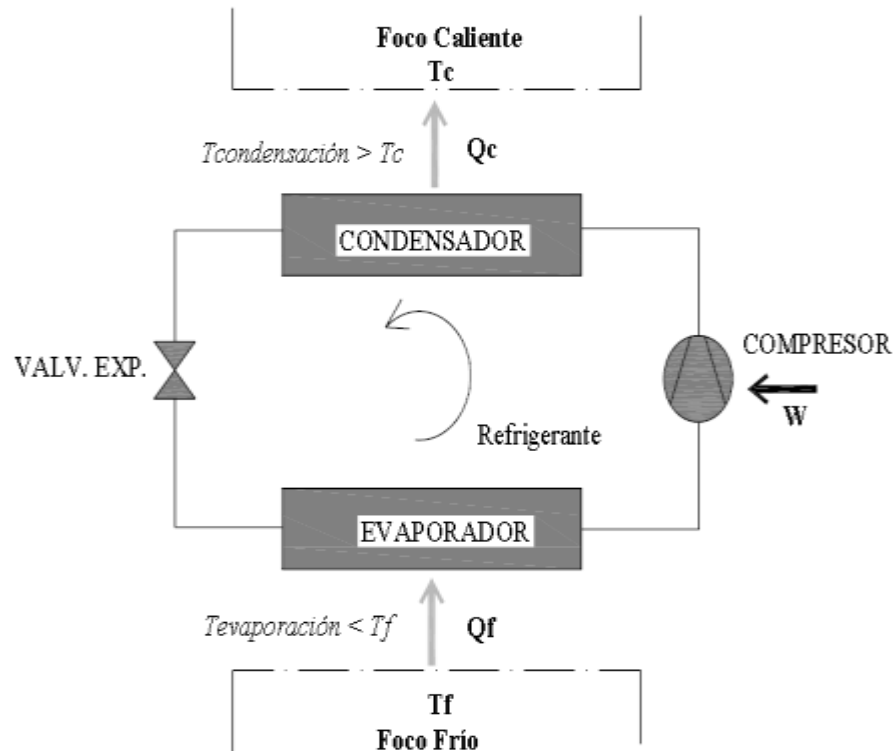 Foco Caliente
Tc
Tcondensación > Tc
Qc
CONDENSADOR
VALV. EXP.
COMPRESOR
W
Refrigerante
EVAPORADOR
Tevaporación < Tf
Qf
Tf
Foco Frío